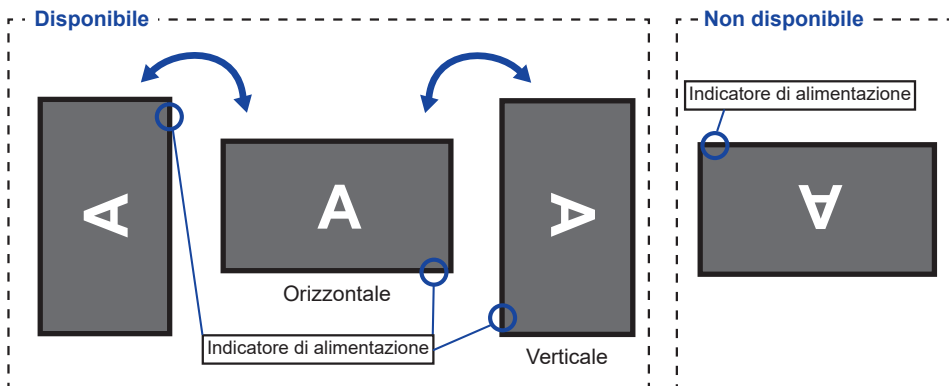 Disponibile
Non disponibile
Indicatore di alimentazione
A
A
A
A
Orizzontale
Indicatore di alimentazione
Verticale